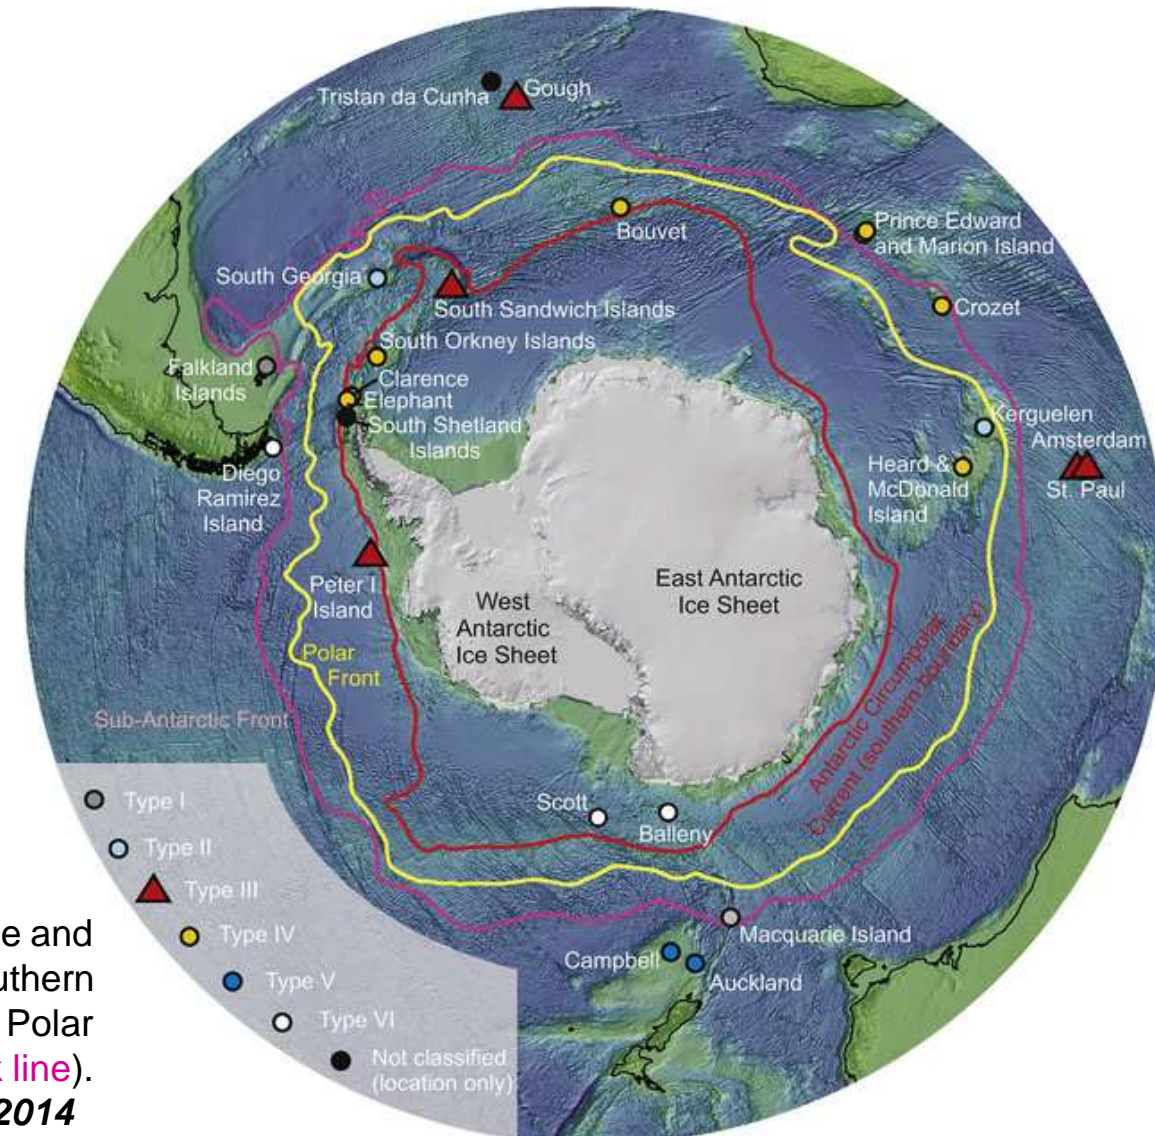 Tristan da Cunha
Gough
Bouvet
Prince Edward
and Marion Island
South Georgia
South Sandwich Islands
Crozet
South Orkney Islands
Falkland
Islands
Clarence
Elephant
South Shetland
Islands
Kerguelen
Amsterdam
St. Paul
Heard &
McDonald
Island
Diego
Ramirez
Island
Peter I
Island
West
Antarctic
Ice Sheet
East Antarctic
Ice Sheet
Polar
Front
Sub-Antarctic Front
Antarctic Circumpolar
Current (southern boundary)
Scott
Balleny
Macquarie Island
Campbell
Auckland
Type I
Type II
Type III
Type IV
Type V
Type VI
Not classified
(location only)
e and
uthern
Polar
line).
2014